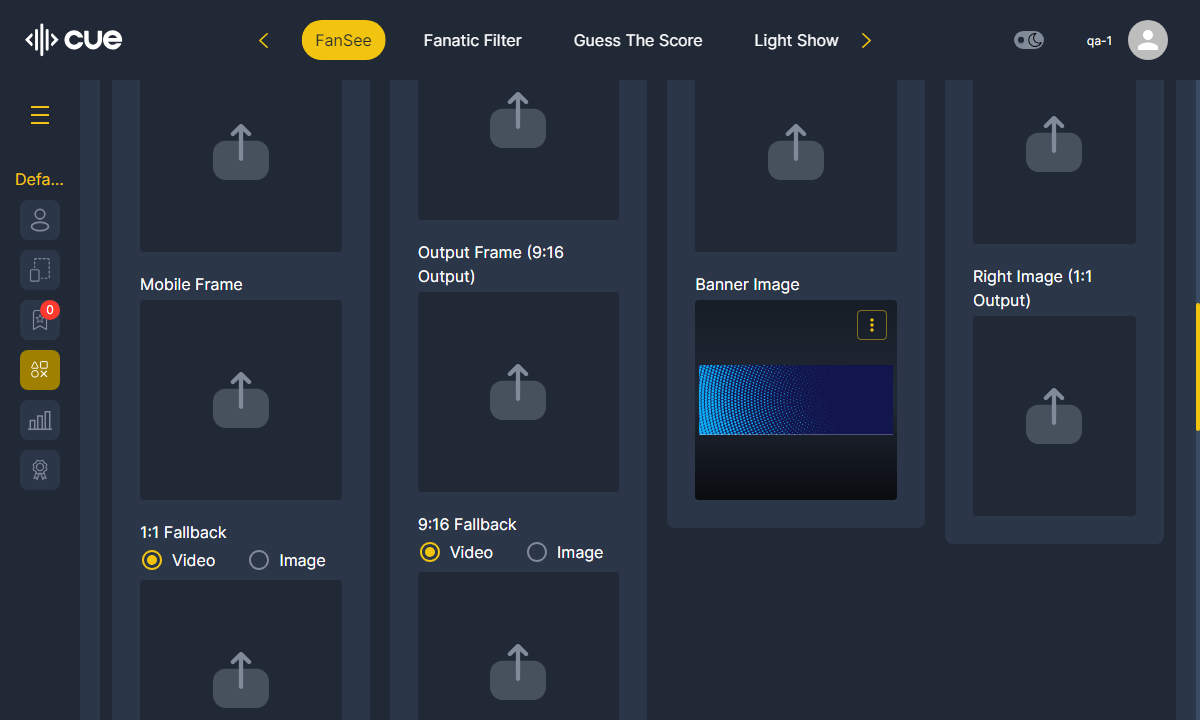 cue
FanSee
Fanatic Filter
Guess The Score
Light Show
qa-1
Defa...
0
Mobile Frame
1:1 Fallback
Video
Image
Output Frame (9:16
Output)
9:16 Fallback
Video
Image
Banner Image
Right Image (1:1
Output)